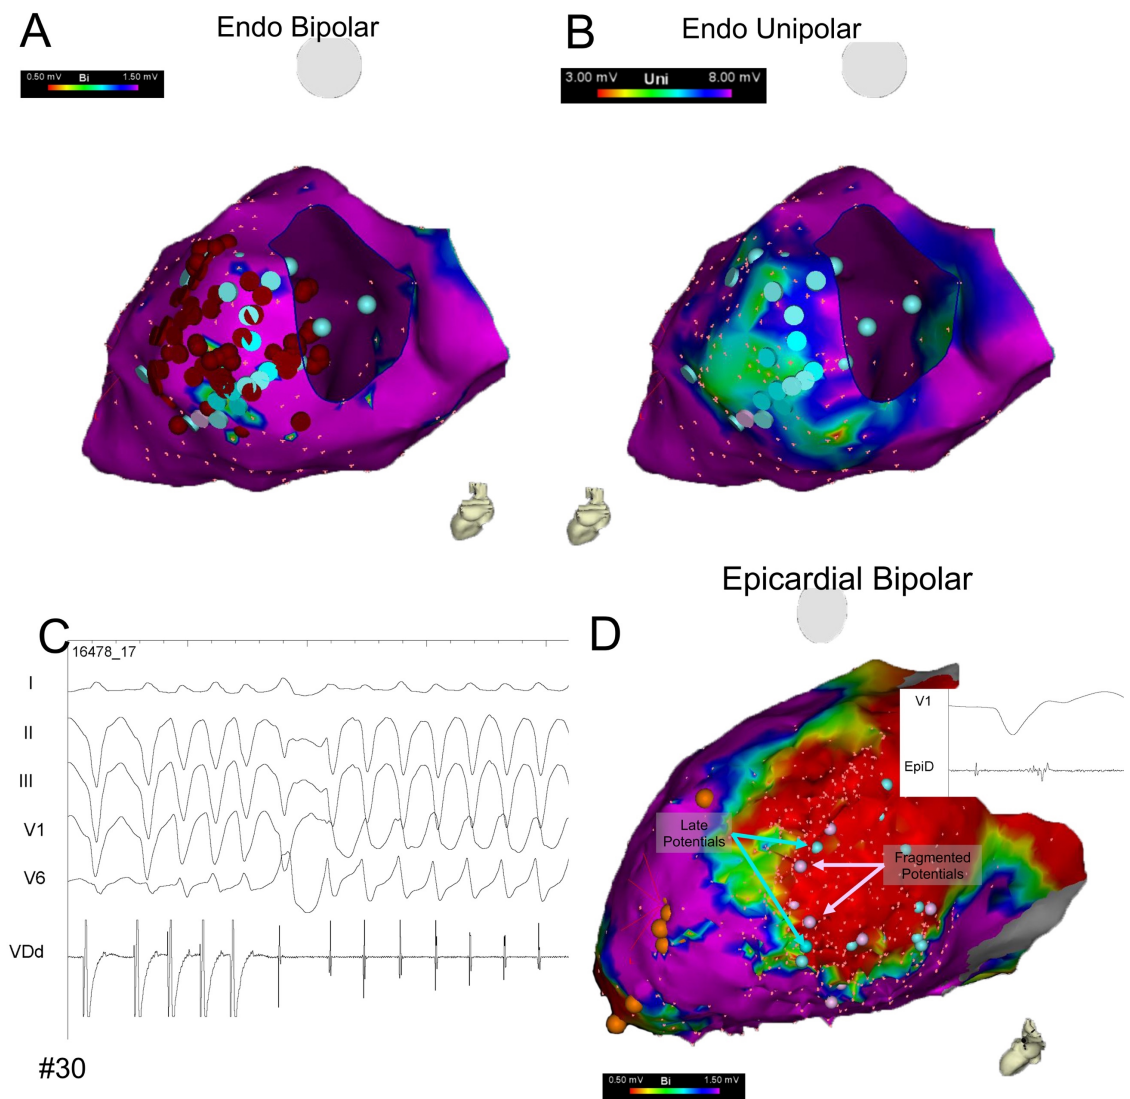 A
Endo Bipolar
0.50 mV Bi 1.50 mV
B
Endo Unipolar
3.00 mV Uni 8.00 mV
C
16478_17
I
II
III
V1
V6
VDd
#30
Epicardial Bipolar
D
V1
EpiD
Late
Potentials
Fragmented
Potentials
0.50 mV Bi 1.50 mV